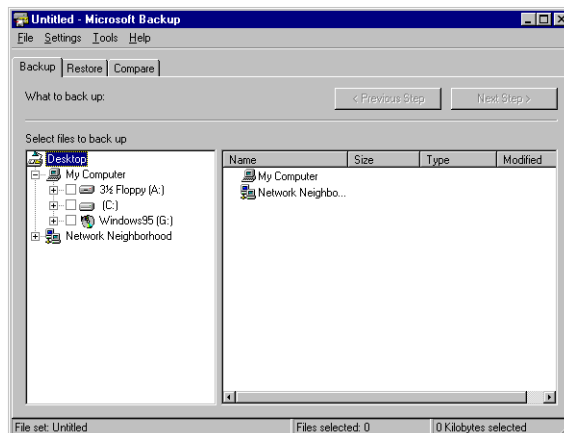 Untitled - Microsoft Backup
File Settings Tools Help
Backup Restore Compare
What to back up:
< Previous Step Next Step >
Select files to back up
Desktop
My Computer
3½ Floppy (A:)
(C:)
Windows95 (G:)
Network Neighborhood
Name Size Type Modified
My Computer
Network Neighbo...
File set: Untitled Files selected: 0 0 Kilobytes selected